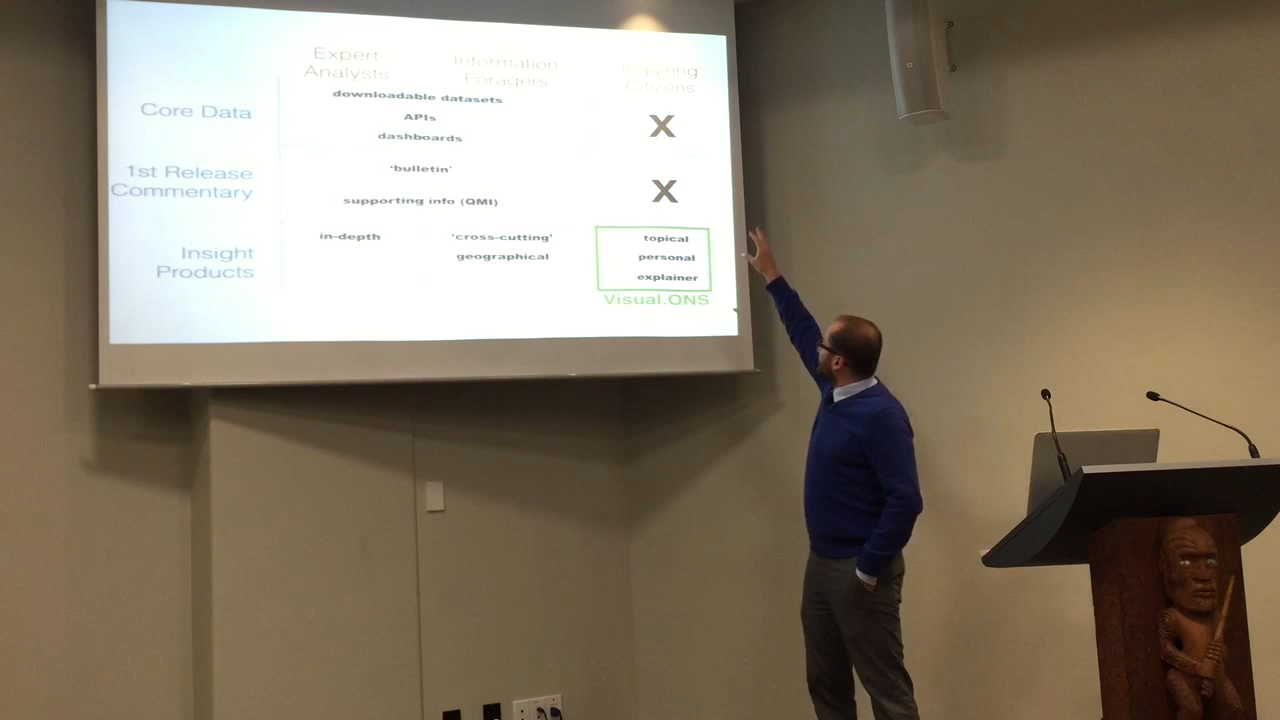 Expert
Analysts
Information
Foragers
Inquiring
Citizens
Core Data
downloadable datasets
APIs
dashboards
X
1st Release
Commentary
'bulletin'
supporting info (QMI)
X
Insight
Products
in-depth
'cross-cutting'
geographical
topical
personal
explainer
Visual.ONS